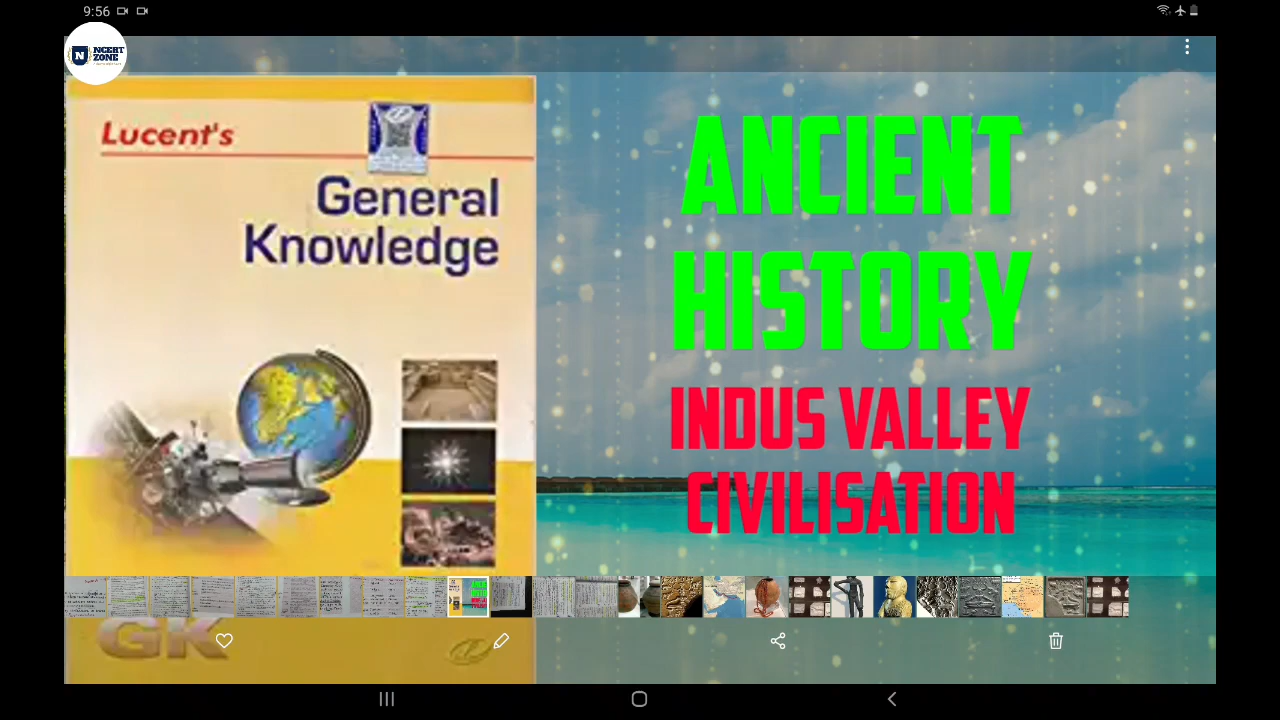 9:56
NCERT
ZONE
Lucent's
General
Knowledge
ANCIENT
HISTORY
INDUS VALLEY
CIVILISATION
GK